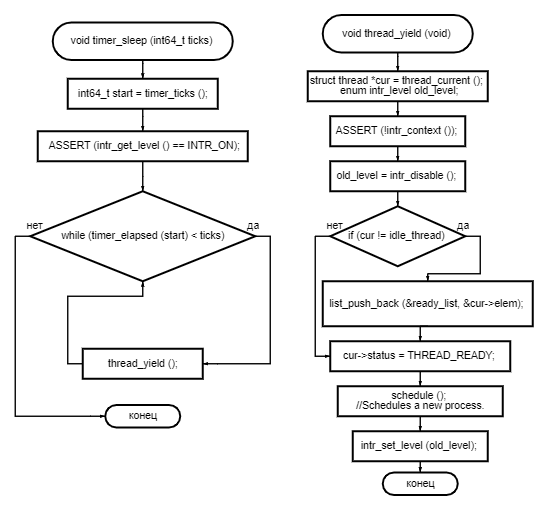 void timer_sleep (int64_t ticks)
int64_t start = timer_ticks ();
ASSERT (intr_get_level () == INTR_ON);
нет
да
while (timer_elapsed (start) < ticks)
thread_yield ();
конец
void thread_yield (void)
struct thread *cur = thread_current ();
enum intr_level old_level;
ASSERT (!intr_context ());
old_level = intr_disable ();
нет
да
if (cur != idle_thread)
list_push_back (&ready_list, &cur->elem);
cur->status = THREAD_READY;
schedule ();
//Schedules a new process.
intr_set_level (old_level);
конец